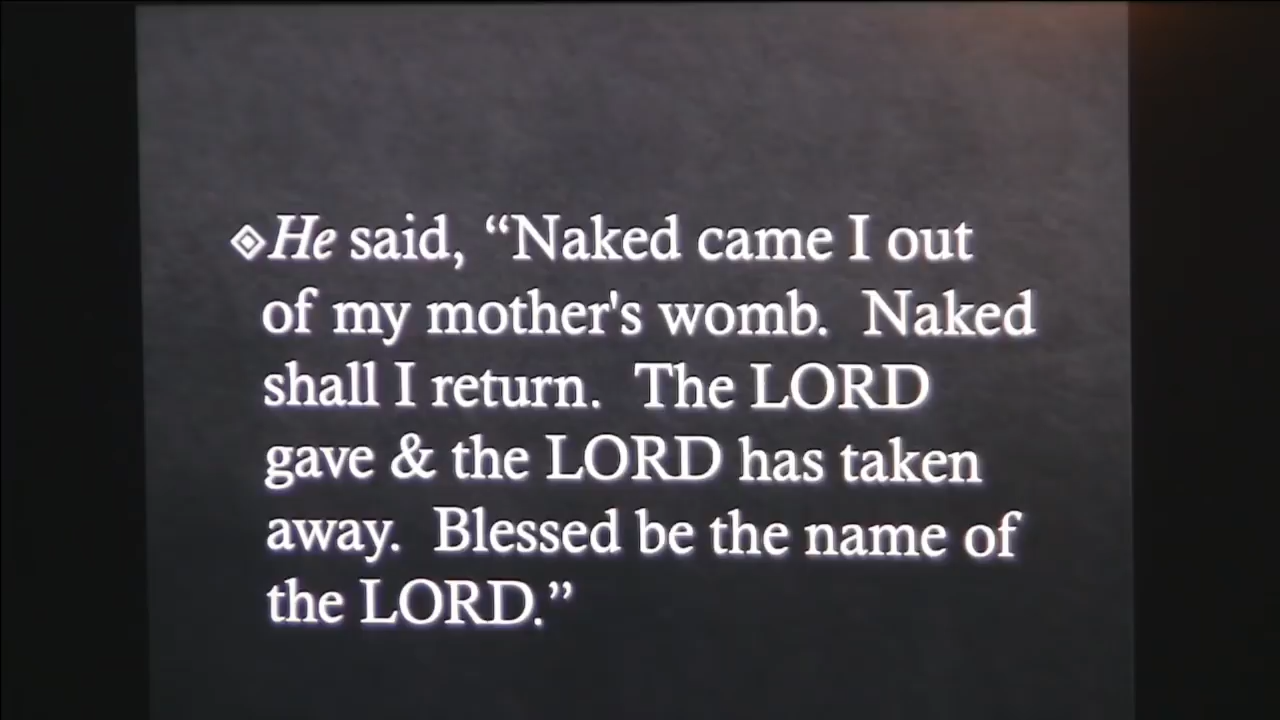 He said, “Naked came I out
of my mother's womb.  Naked
shall I return.  The LORD
gave & the LORD has taken
away.  Blessed be the name of
the LORD.”